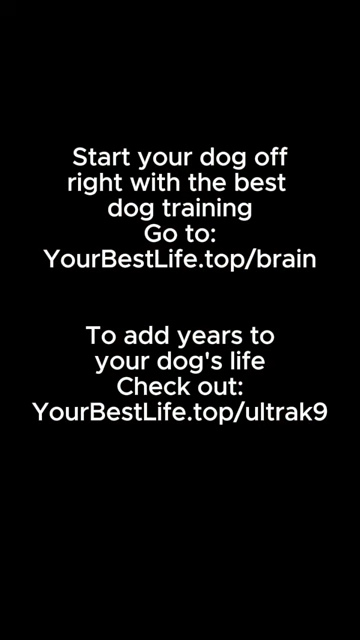 Start your dog off
right with the best
dog training
Go to:
YourBestLife.top/brain
To add years to
your dog's life
Check out:
YourBestLife.top/ultrak9